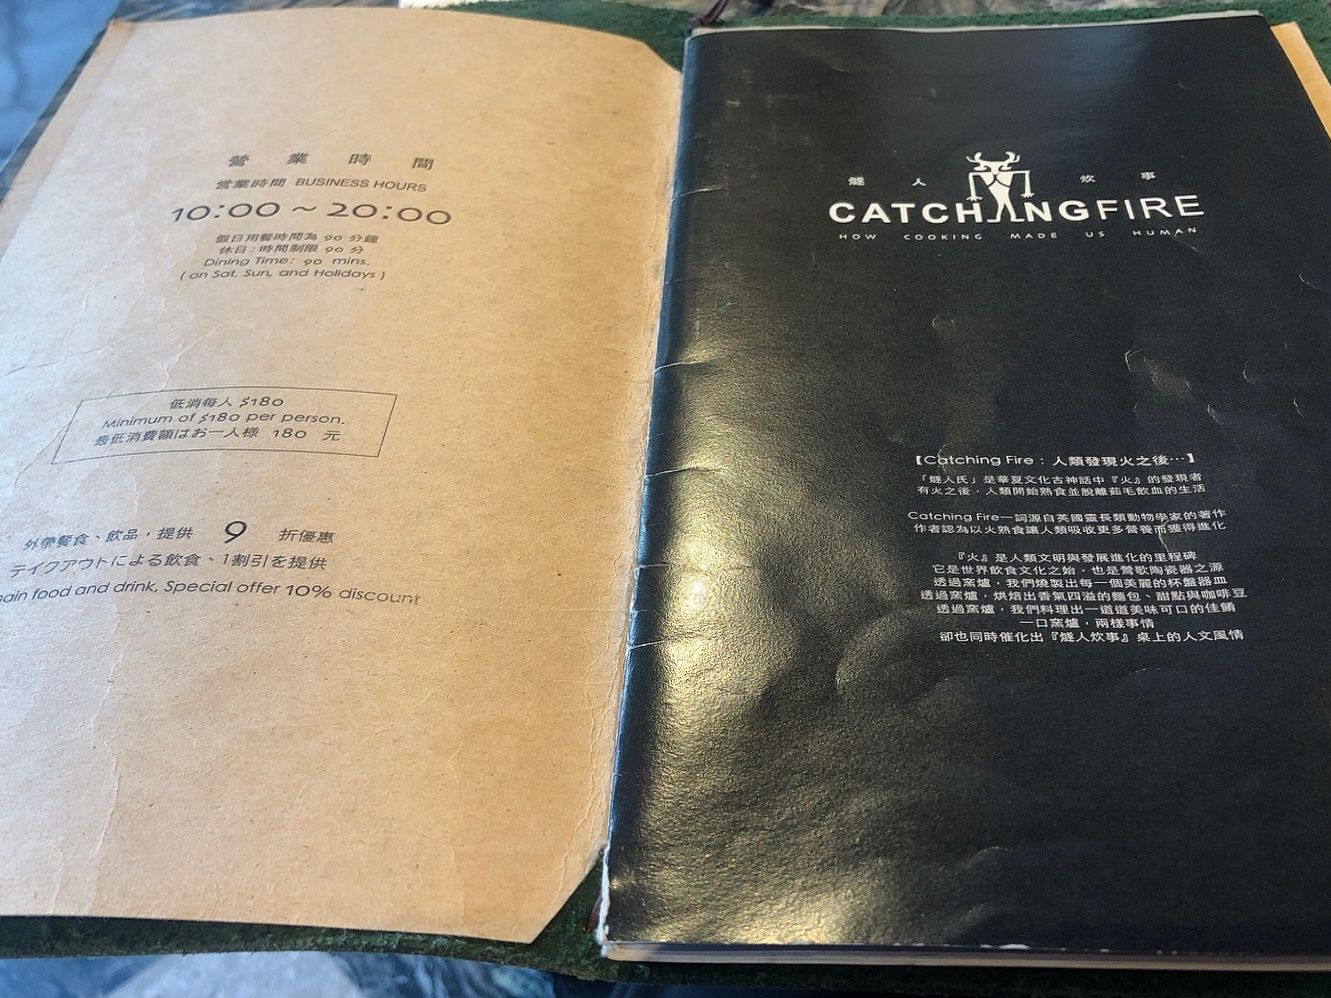 營業時間
營業時間 BUSINESS HOURS
10:00 ~ 20:00
假日用餐時間為 90 分鐘
休日：時間制限 90 分
Dining Time: 90 mins.
( on Sat, Sun, and Holidays )
低消每人 $180
Minimum of $180 per person.
最低消費額はお一人様 180 元
外帶餐食、飲品，提供 9 折優惠
テイクアウトによる飲食、1割引を提供
food and drink, Special offer 10% discount
燧人炊事
CATCHINGFIRE
HOW COOKING MADE US HUMAN
【Catching Fire：人類發現火之後…】
「燧人氏」是華夏文化古神話中『火』的發現者
有火之後，人類開始熟食並脫離茹毛飲血的生活
Catching Fire一詞源自英國靈長類動物學家的著作
作者認為以火熟食讓人類吸收更多營養而獲得進化
『火』是人類文明與發展進化的里程碑
它是世界飲食文化之始，也是鶯歌陶瓷器之源
透過窯爐，我們燒製出每一個美麗的杯盤器皿
透過窯爐，烘焙出香氣四溢的麵包、甜點與咖啡豆
透過窯爐，我們料理出一道道美味可口的佳餚
一口窯爐，兩樣事情
卻也同時催化出『燧人炊事』桌上的人文風情